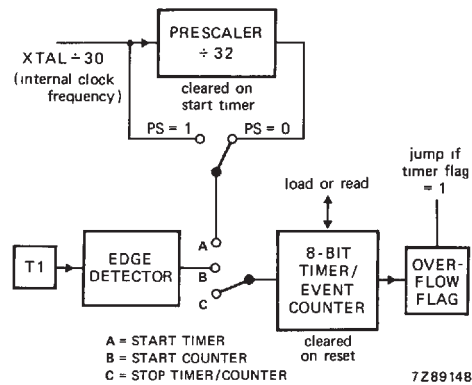 PRESCALER
÷ 32
XTAL ÷ 30
(internal clock
frequency)
cleared on
start timer
PS = 1
PS = 0
jump if
timer flag
= 1
load or read
T1
EDGE
DETECTOR
A
B
C
8-BIT
TIMER/
EVENT
COUNTER
OVER-
FLOW
FLAG
cleared
on reset
A = START TIMER
B = START COUNTER
C = STOP TIMER/COUNTER
7Z89148